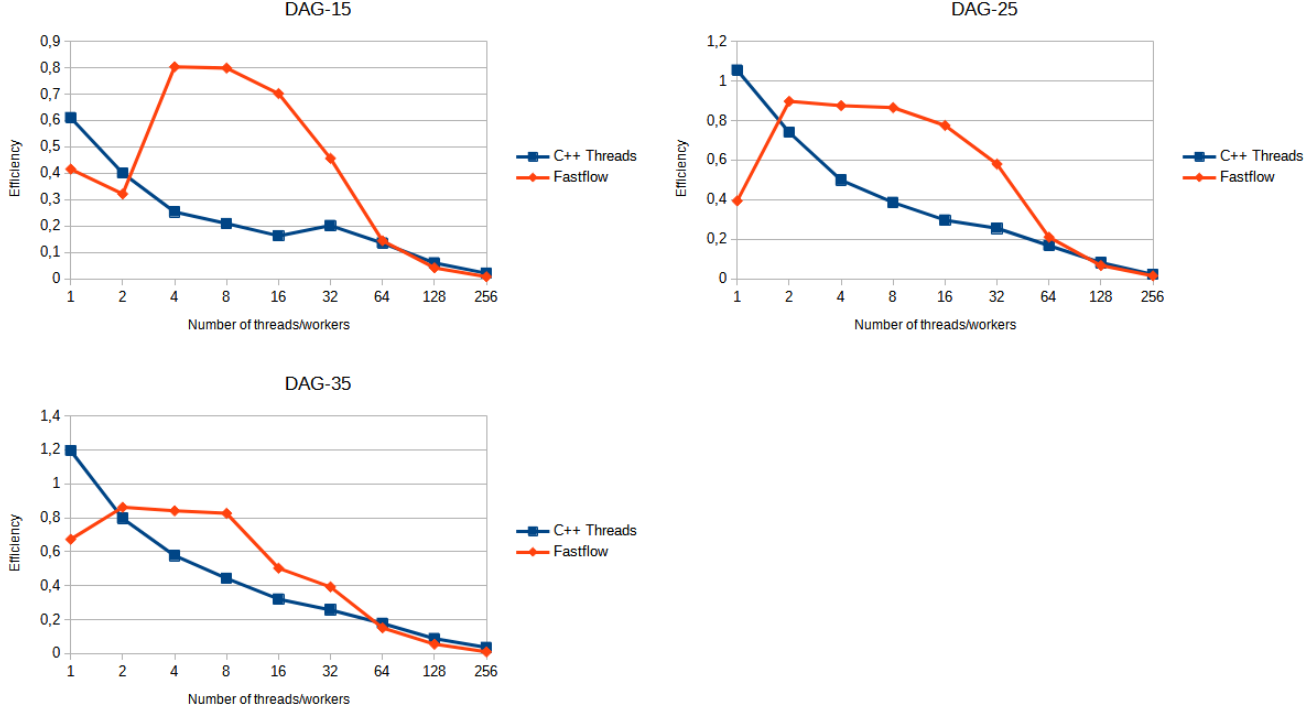 DAG-15
0,9
0,8
0,7
0,6
0,5
0,4
0,3
0,2
0,1
0
Efficiency
1 2 4 8 16 32 64 128 256
Number of threads/workers
C++ Threads
Fastflow
DAG-25
1,2
1
0,8
0,6
0,4
0,2
0
Efficiency
1 2 4 8 16 32 64 128 256
Number of threads/workers
C++ Threads
Fastflow
DAG-35
1,4
1,2
1
0,8
0,6
0,4
0,2
0
Efficiency
1 2 4 8 16 32 64 128 256
Number of threads/workers
C++ Threads
Fastflow